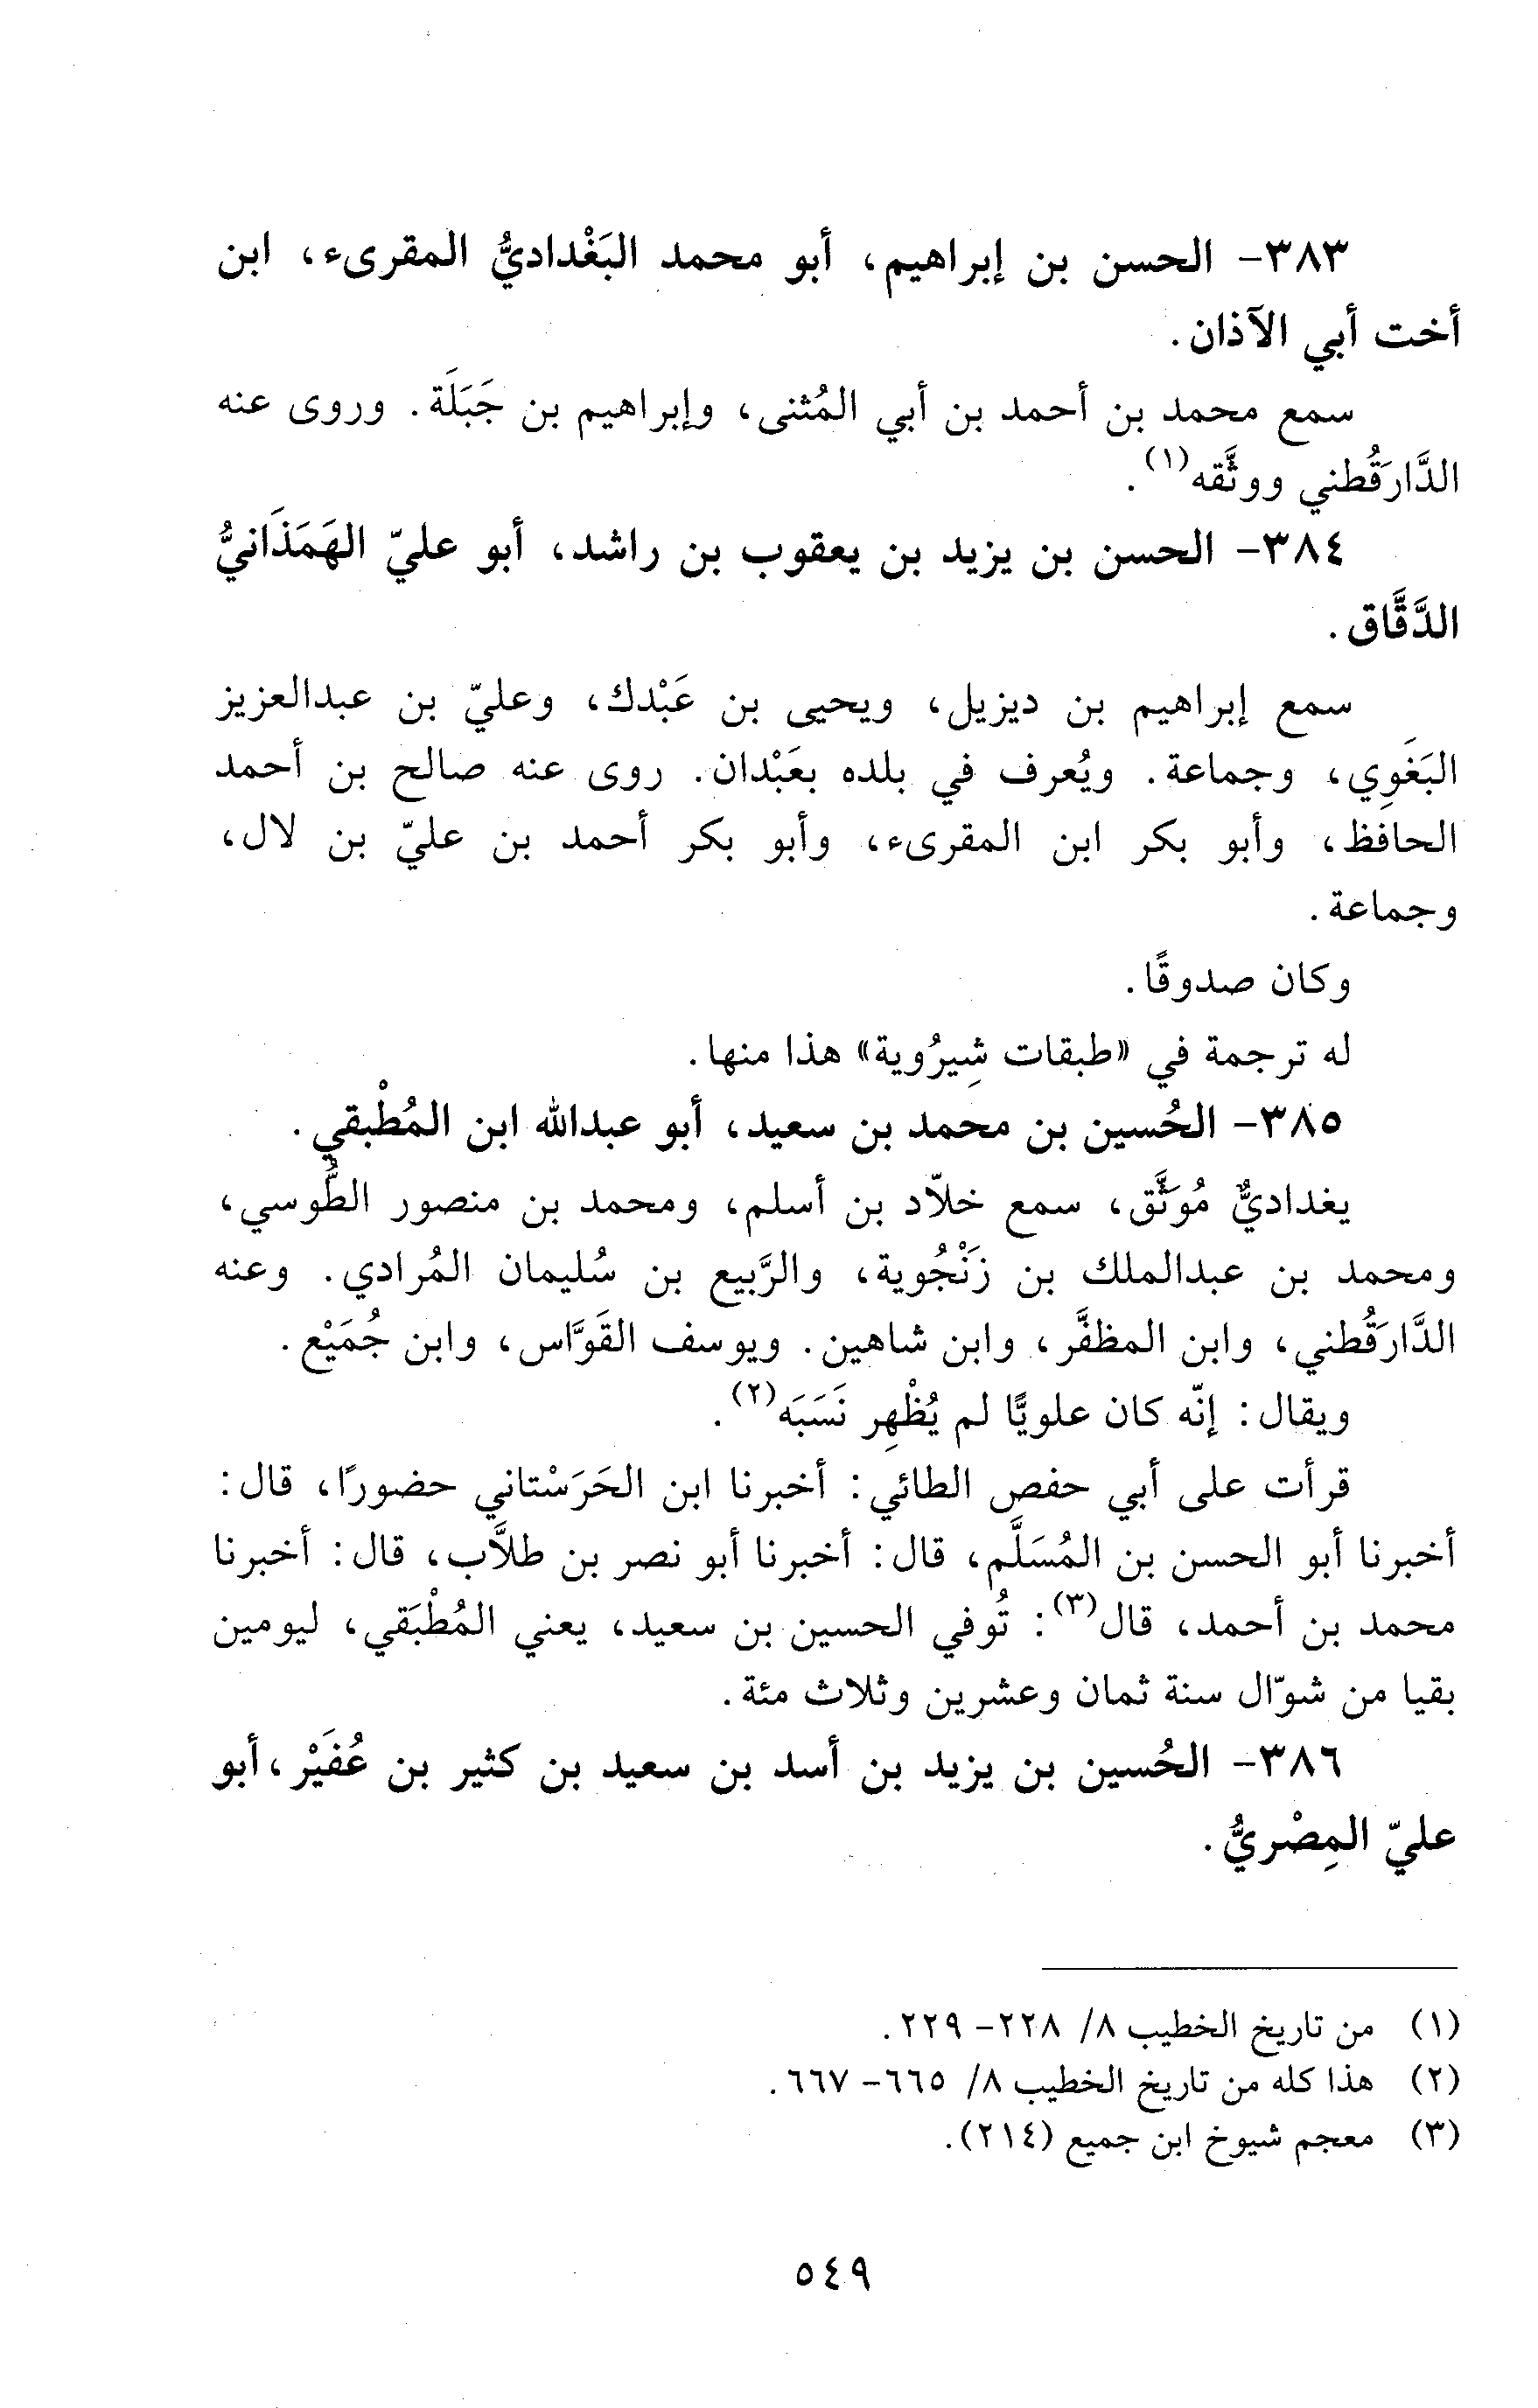 ٣٨٣- الحسن بن إبراهيم، أبو محمد البَغْداديُّ المقرىء، ابن
أخت أبي الآذان.
سمع محمد بن أحمد بن أبي المُثنى، وإبراهيم بن جَبَلَة. وروى عنه
الدَّارَقُطني ووثَّقه(١).
٣٨٤- الحسن بن يزيد بن يعقوب بن راشد، أبو عليّ الهَمَذَانيُّ
الدَّقَّاق.
سمع إبراهيم بن ديزيل، ويحيى بن عَبْدك، وعليّ بن عبدالعزيز
البَغَوِي، وجماعة. ويُعرف في بلده بعَبْدان. روى عنه صالح بن أحمد
الحافظ، وأبو بكر ابن المقرىء، وأبو بكر أحمد بن عليّ بن لال،
وجماعة.
وكان صدوقًا.
له ترجمة في «طبقات شِيرُوية» هذا منها.
٣٨٥- الحُسين بن محمد بن سعيد، أبو عبدالله ابن المُطْبقي.
يغداديٌّ مُوَثَّق، سمع خلاّد بن أسلم، ومحمد بن منصور الطُّوسي،
ومحمد بن عبدالملك بن زَنْجُوية، والرَّبيع بن سُليمان المُرادي. وعنه
الدَّارَقُطني، وابن المظفَّر، وابن شاهين. ويوسف القَوَّاس، وابن جُمَيْع.
ويقال: إنّه كان علويًّا لم يُظْهِر نَسَبَه(٢).
قرأت على أبي حفص الطائي: أخبرنا ابن الحَرَسْتاني حضورًا، قال:
أخبرنا أبو الحسن بن المُسَلَّم، قال: أخبرنا أبو نصر بن طلاَّب، قال: أخبرنا
محمد بن أحمد، قال(٣): تُوفي الحسين بن سعيد، يعني المُطْبَقي، ليومين
بقيا من شوّال سنة ثمان وعشرين وثلاث مئة.
٣٨٦- الحُسين بن يزيد بن أسد بن سعيد بن كثير بن عُفَيْر، أبو
عليّ المِصْريُّ.
(١) من تاريخ الخطيب ٨/ ٢٢٨- ٢٢٩.
(٢) هذا كله من تاريخ الخطيب ٨/ ٦٦٥- ٦٦٧.
(٣) معجم شيوخ ابن جميع (٢١٤).
٥٤٩